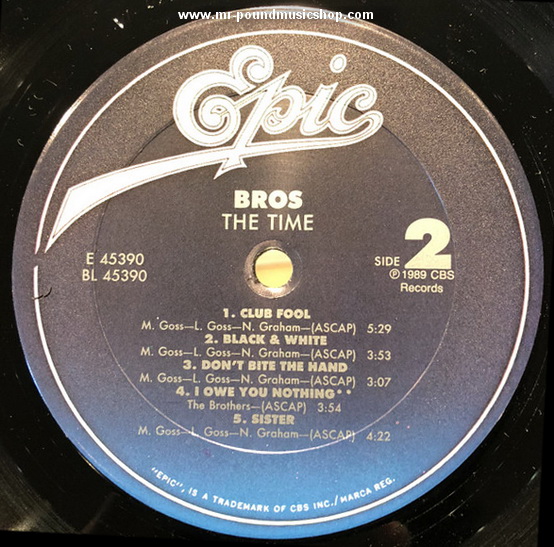 www.mr-poundmusicshop.com
Epic
BROS
THE TIME
E 45390
BL 45390
SIDE 2
℗ 1989 CBS
Records
1. CLUB FOOL
M. Goss—L. Goss—N. Graham—(ASCAP) 5:29
2. BLACK & WHITE
M. Goss—L. Goss—N. Graham—(ASCAP) 3:53
3. DON'T BITE THE HAND
M. Goss—L. Goss—N. Graham—(ASCAP) 3:07
4. I OWE YOU NOTHING**
The Brothers—(ASCAP) 3:54
5. SISTER
M. Goss—L. Goss—N. Graham—(ASCAP) 4:22
"EPIC", IS A TRADEMARK OF CBS INC./MARCA REG.